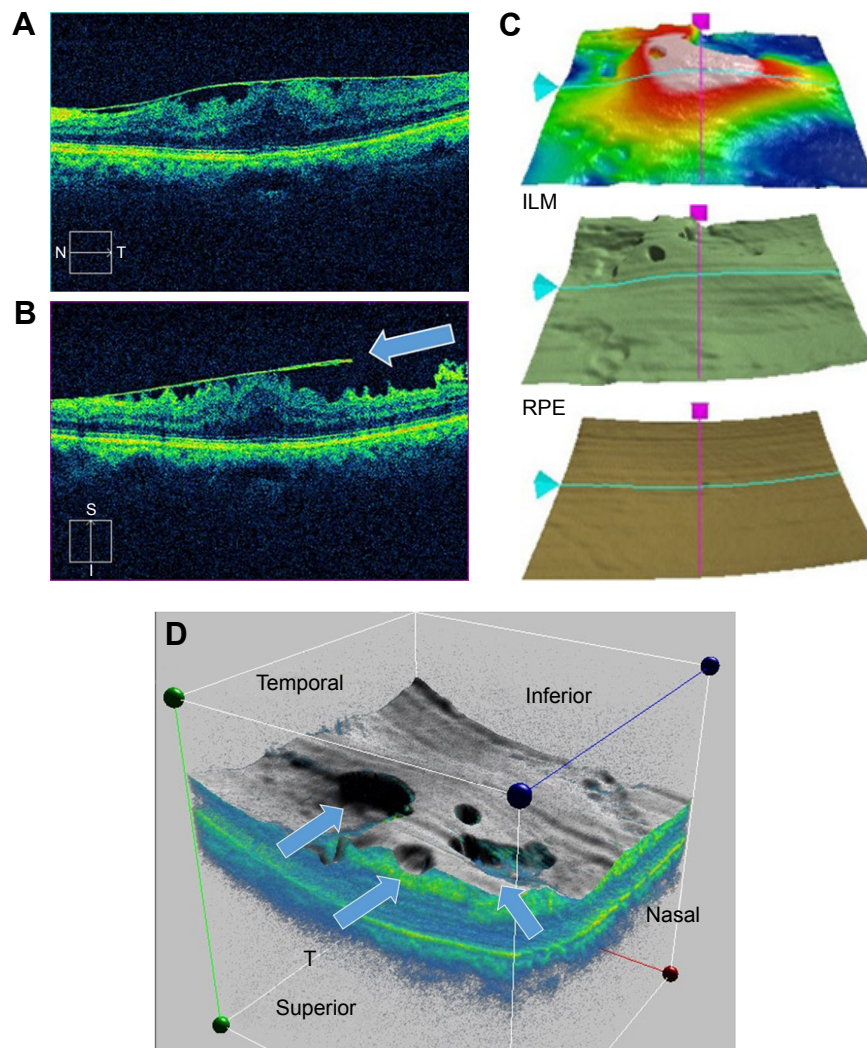 A
N T
B
S
I
C
ILM
RPE
D
Temporal
Inferior
Nasal
T
Superior